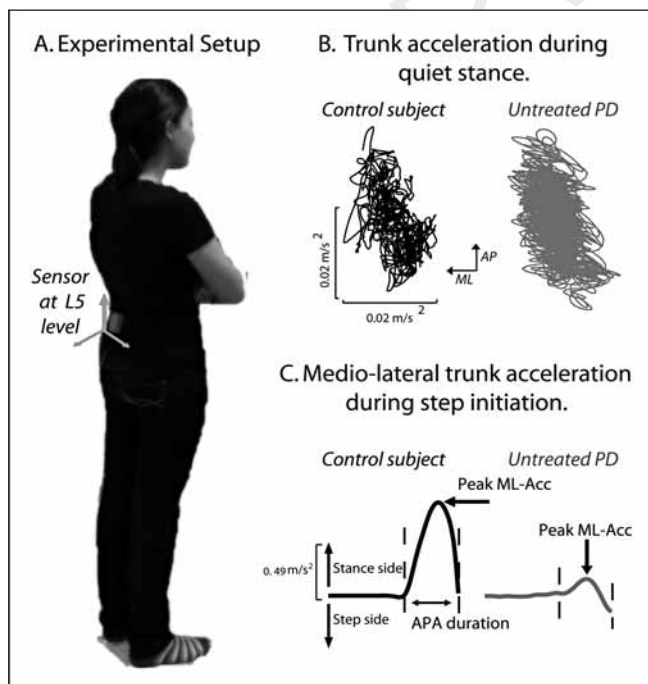 A. Experimental Setup
Sensor
at L5
level
B. Trunk acceleration during
quiet stance.
Control subject
Untreated PD
0.02 m/s²
AP
ML
0.02 m/s²
C. Medio-lateral trunk acceleration
during step initiation.
Control subject
Untreated PD
Peak ML-Acc
Peak ML-Acc
0.49 m/s²
Stance side
Step side
APA duration